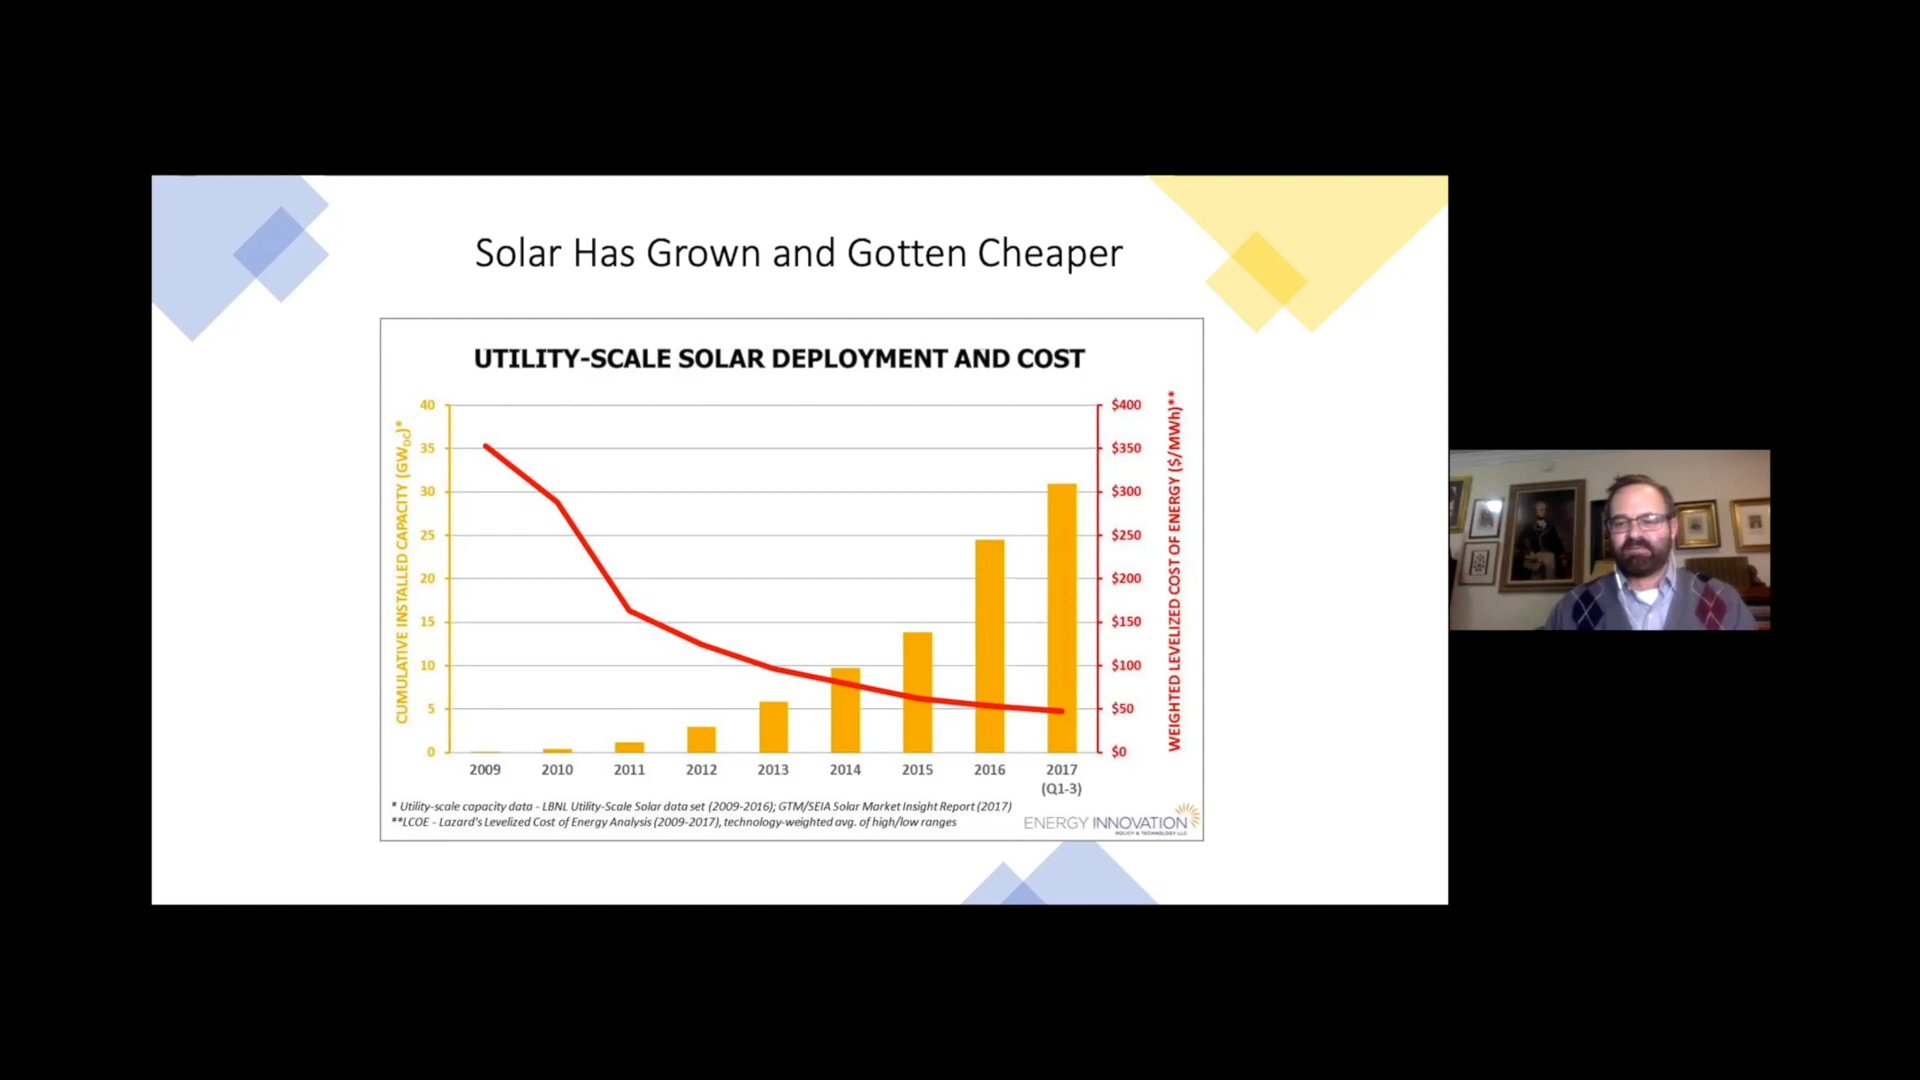 Solar Has Grown and Gotten Cheaper
UTILITY-SCALE SOLAR DEPLOYMENT AND COST
CUMULATIVE INSTALLED CAPACITY (GWDC)*
40
35
30
25
20
15
10
5
0
$400
$350
$300
$250
$200
$150
$100
$50
$0
WEIGHTED LEVELIZED COST OF ENERGY ($/MWh)**
2009 2010 2011 2012 2013 2014 2015 2016 2017
(Q1-3)
* Utility-scale capacity data - LBNL Utility-Scale Solar data set (2009-2016); GTM/SEIA Solar Market Insight Report (2017)
**LCOE - Lazard's Levelized Cost of Energy Analysis (2009-2017), technology-weighted avg. of high/low ranges
ENERGY INNOVATION
POLICY & TECHNOLOGY LLC